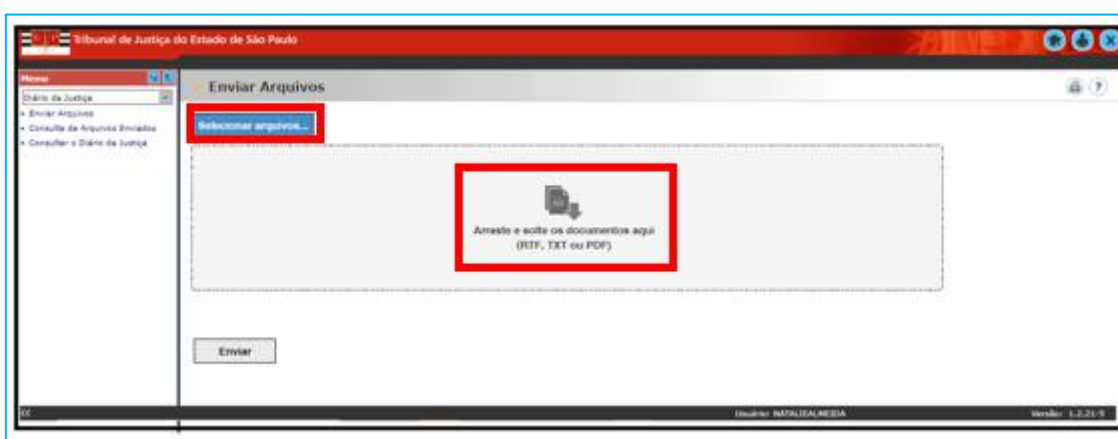 Tribunal de Justiça do Estado de São Paulo
Menu
Diário da Justiça
Enviar Arquivos
Consulta de Arquivos Enviados
Consultar o Diário da Justiça
Enviar Arquivos
?
Selecionar arquivos...
Arraste e solte os documentos aqui
(RTF, TXT ou PDF)
Enviar
Usuário: NATALIEALMEIDA
Versão: 1.2.21-9